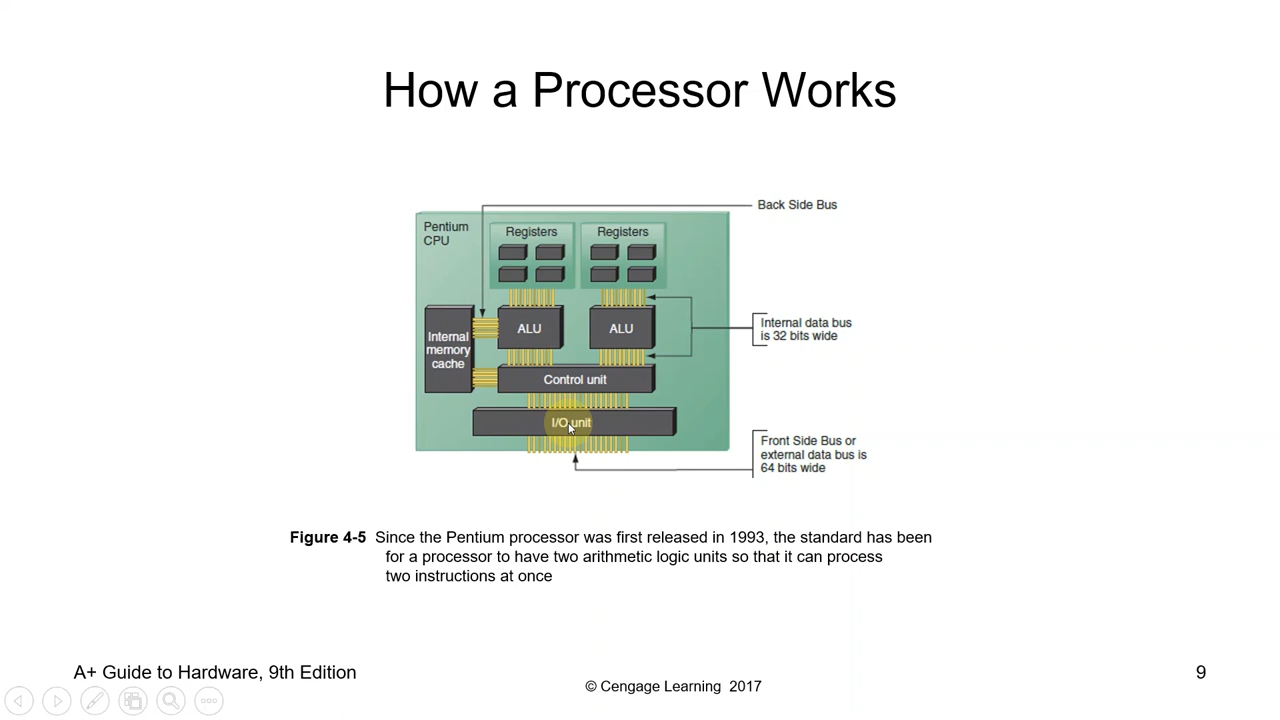 How a Processor Works
Back Side Bus
Pentium
CPU
Registers
Registers
ALU
ALU
Internal data bus
is 32 bits wide
Internal
memory
cache
Control unit
I/O unit
Front Side Bus or
external data bus is
64 bits wide
Figure 4-5 Since the Pentium processor was first released in 1993, the standard has been
for a processor to have two arithmetic logic units so that it can process
two instructions at once
A+ Guide to Hardware, 9th Edition
© Cengage Learning 2017
9